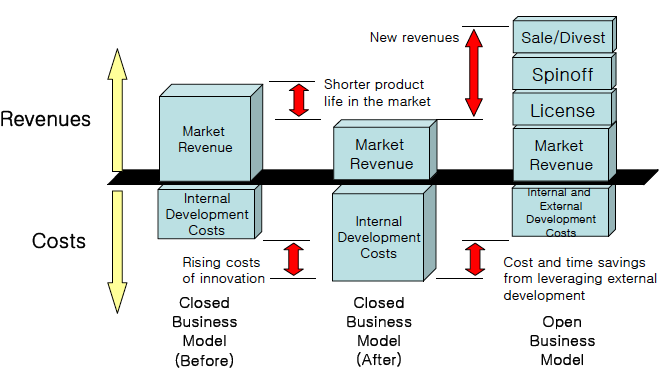 New revenues
Sale/Divest
Spinoff
License
Shorter product
life in the market
Revenues
Market
Revenue
Market
Revenue
Market
Revenue
Internal
Development
Costs
Internal
Development
Costs
Internal and
External
Development
Costs
Costs
Rising costs
of innovation
Cost and time savings
from leveraging external
development
Closed
Business
Model
(Before)
Closed
Business
Model
(After)
Open
Business
Model